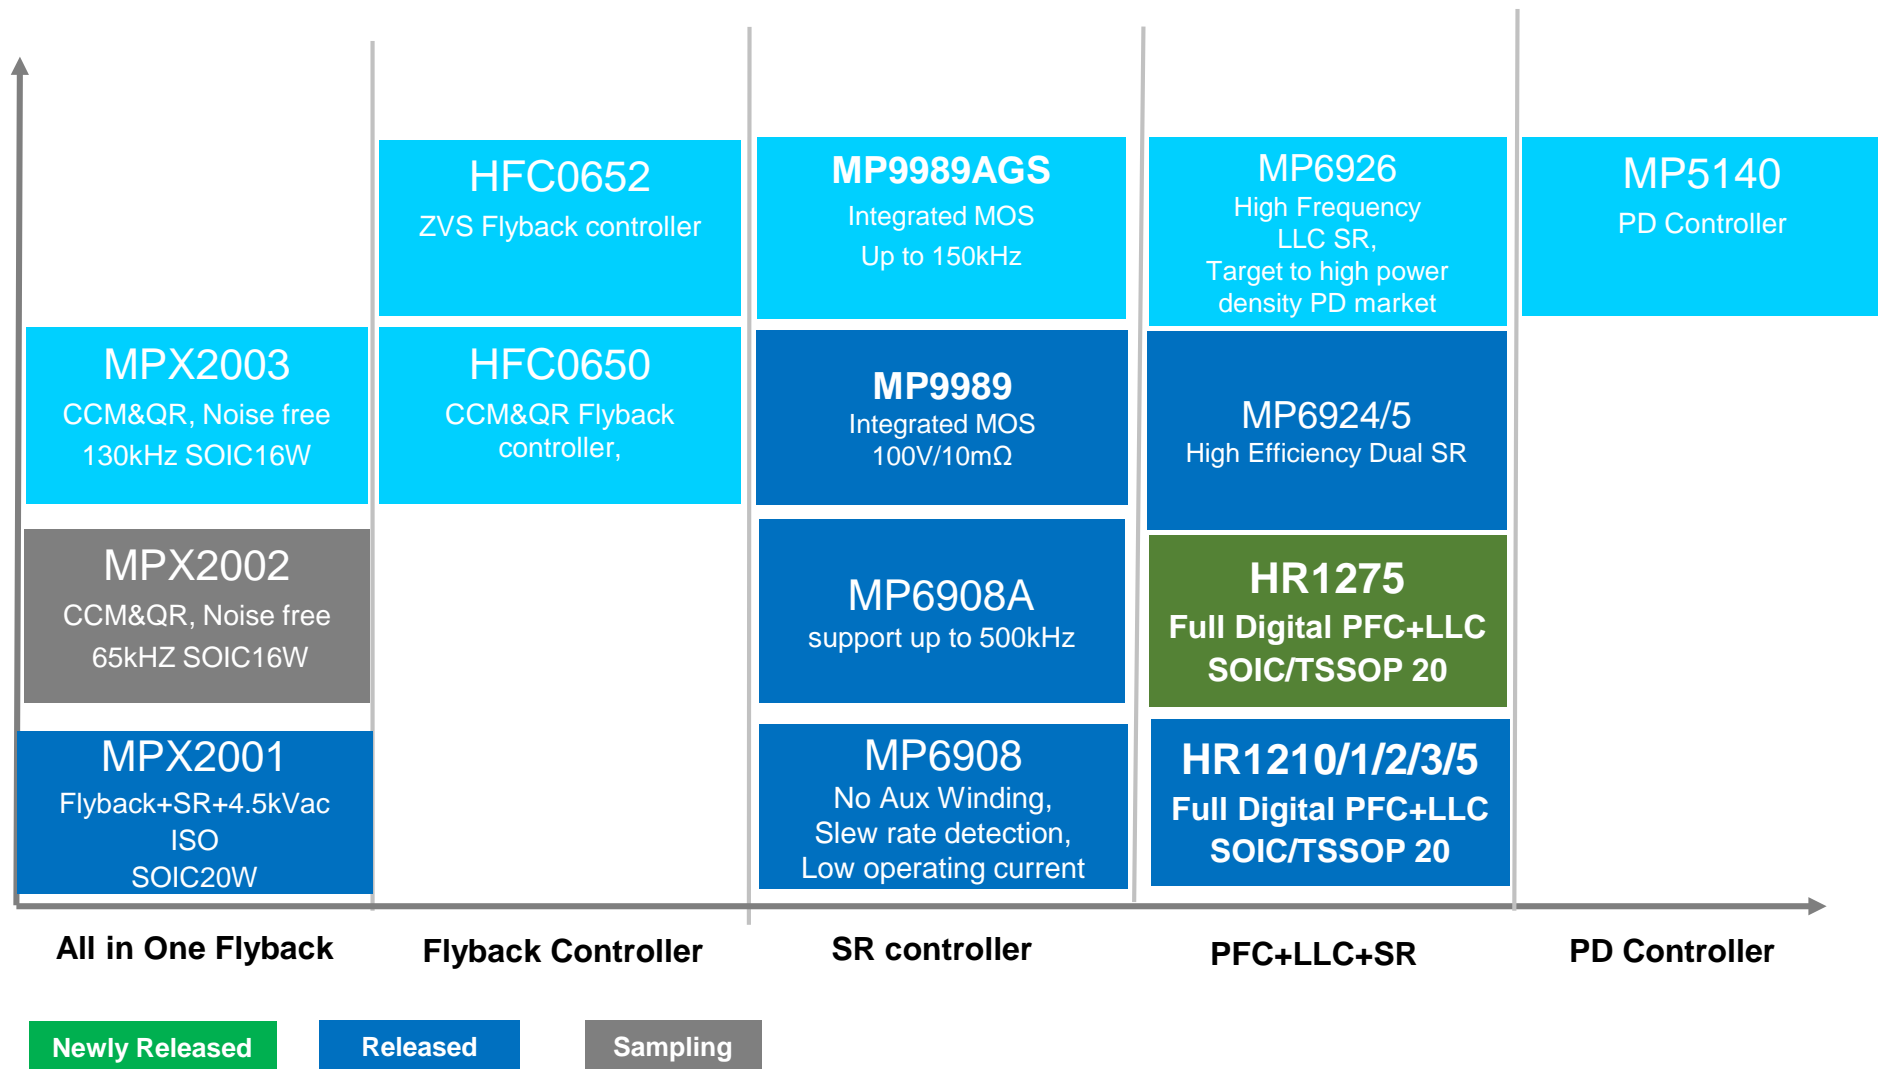 MPX2003
CCM&QR, Noise free
130kHz SOIC16W
MPX2002
CCM&QR, Noise free
65kHZ SOIC16W
MPX2001
Flyback+SR+4.5kVac
ISO
SOIC20W
All in One Flyback
HFC0652
ZVS Flyback controller
HFC0650
CCM&QR Flyback
controller,
Flyback Controller
MP9989AGS
Integrated MOS
Up to 150kHz
MP9989
Integrated MOS
100V/10mΩ
MP6908A
support up to 500kHz
MP6908
No Aux Winding,
Slew rate detection,
Low operating current
SR controller
MP6926
High Frequency
LLC SR,
Target to high power
density PD market
MP6924/5
High Efficiency Dual SR
HR1275
Full Digital PFC+LLC
SOIC/TSSOP 20
HR1210/1/2/3/5
Full Digital PFC+LLC
SOIC/TSSOP 20
PFC+LLC+SR
MP5140
PD Controller
PD Controller
Newly Released
Released
Sampling